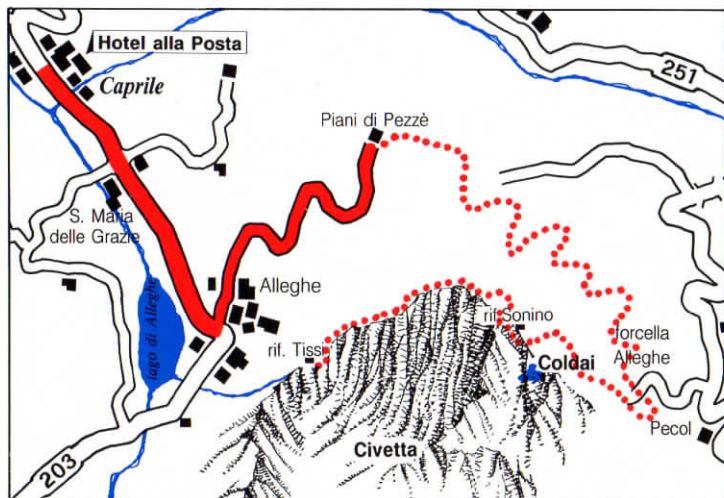 Hotel alla Posta
Caprile
251
Piani di Pezzè
S. Maria
delle Grazie
Alleghe
lago di Alleghe
rif. Sonino
forcella
Alleghe
rif. Tissi
Coldai
Pecol
Civetta
203